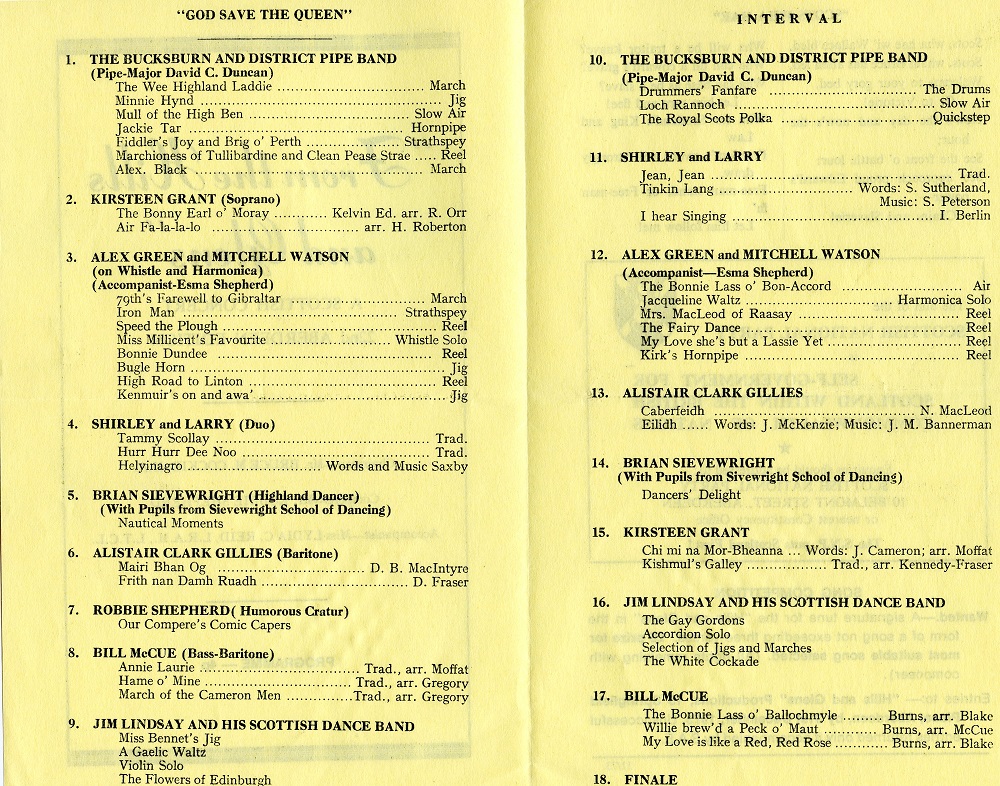 "GOD SAVE THE QUEEN"
1. THE BUCKSBURN AND DISTRICT PIPE BAND
(Pipe-Major David C. Duncan)
The Wee Highland Laddie ........ March
Minnie Hynd ........ Jig
Mull of the High Ben ........ Slow Air
Jackie Tar ........ Hornpipe
Fiddler's Joy and Brig o' Perth ........ Strathspey
Marchioness of Tullibardine and Clean Pease Strae ..... Reel
Alex. Black ........ March
2. KIRSTEEN GRANT (Soprano)
The Bonny Earl o' Moray ........... Kelvin Ed. arr. R. Orr
Air Fa-la-la-lo ........ arr. H. Roberton
3. ALEX GREEN and MITCHELL WATSON
(on Whistle and Harmonica)
(Accompanist-Esma Shepherd)
79th's Farewell to Gibraltar ........ March
Iron Man ........ Strathspey
Speed the Plough ........ Reel
Miss Millicent's Favourite ........ Whistle Solo
Bonnie Dundee ........ Reel
Bugle Horn ........ Jig
High Road to Linton ........ Reel
Kenmuir's on and awa' ........ Jig
4. SHIRLEY and LARRY (Duo)
Tammy Scollay ........ Trad.
Hurr Hurr Dee Noo ........ Trad.
Helyinagro ........ Words and Music Saxby
5. BRIAN SIEVEWRIGHT (Highland Dancer)
(With Pupils from Sievewright School of Dancing)
Nautical Moments
6. ALISTAIR CLARK GILLIES (Baritone)
Mairi Bhan Og ........ D. B. MacIntyre
Frith nan Damh Ruadh ........ D. Fraser
7. ROBBIE SHEPHERD( Humorous Cratur)
Our Compere's Comic Capers
8. BILL McCUE (Bass-Baritone)
Annie Laurie ........ Trad., arr. Moffat
Hame o' Mine ........ Trad., arr. Gregory
March of the Cameron Men ........ Trad., arr. Gregory
9. JIM LINDSAY AND HIS SCOTTISH DANCE BAND
Miss Bennet's Jig
A Gaelic Waltz
Violin Solo
The Flowers of Edinburgh
INTERVAL
10. THE BUCKSBURN AND DISTRICT PIPE BAND
(Pipe-Major David C. Duncan)
Drummers' Fanfare ........ The Drums
Loch Rannoch ........ Slow Air
The Royal Scots Polka ........ Quickstep
11. SHIRLEY and LARRY
Jean, Jean ........ Trad.
Tinkin Lang ........ Words: S. Sutherland,
Music: S. Peterson
I hear Singing ........ I. Berlin
12. ALEX GREEN and MITCHELL WATSON
(Accompanist—Esma Shepherd)
The Bonnie Lass o' Bon-Accord ........ Air
Jacqueline Waltz ........ Harmonica Solo
Mrs. MacLeod of Raasay ........ Reel
The Fairy Dance ........ Reel
My Love she's but a Lassie Yet ........ Reel
Kirk's Hornpipe ........ Reel
13. ALISTAIR CLARK GILLIES
Caberfeidh ........ N. MacLeod
Eilidh ...... Words: J. McKenzie; Music: J. M. Bannerman
14. BRIAN SIEVEWRIGHT
(With Pupils from Sivewright School of Dancing)
Dancers' Delight
15. KIRSTEEN GRANT
Chi mi na Mor-Bheanna ... Words: J. Cameron; arr. Moffat
Kishmul's Galley ........ Trad., arr. Kennedy-Fraser
16. JIM LINDSAY AND HIS SCOTTISH DANCE BAND
The Gay Gordons
Accordion Solo
Selection of Jigs and Marches
The White Cockade
17. BILL McCUE
The Bonnie Lass o' Ballochmyle ......... Burns, arr. Blake
Willie brew'd a Peck o' Maut ........... Burns, arr. McCue
My Love is like a Red, Red Rose ........... Burns, arr. Blake
18. FINALE